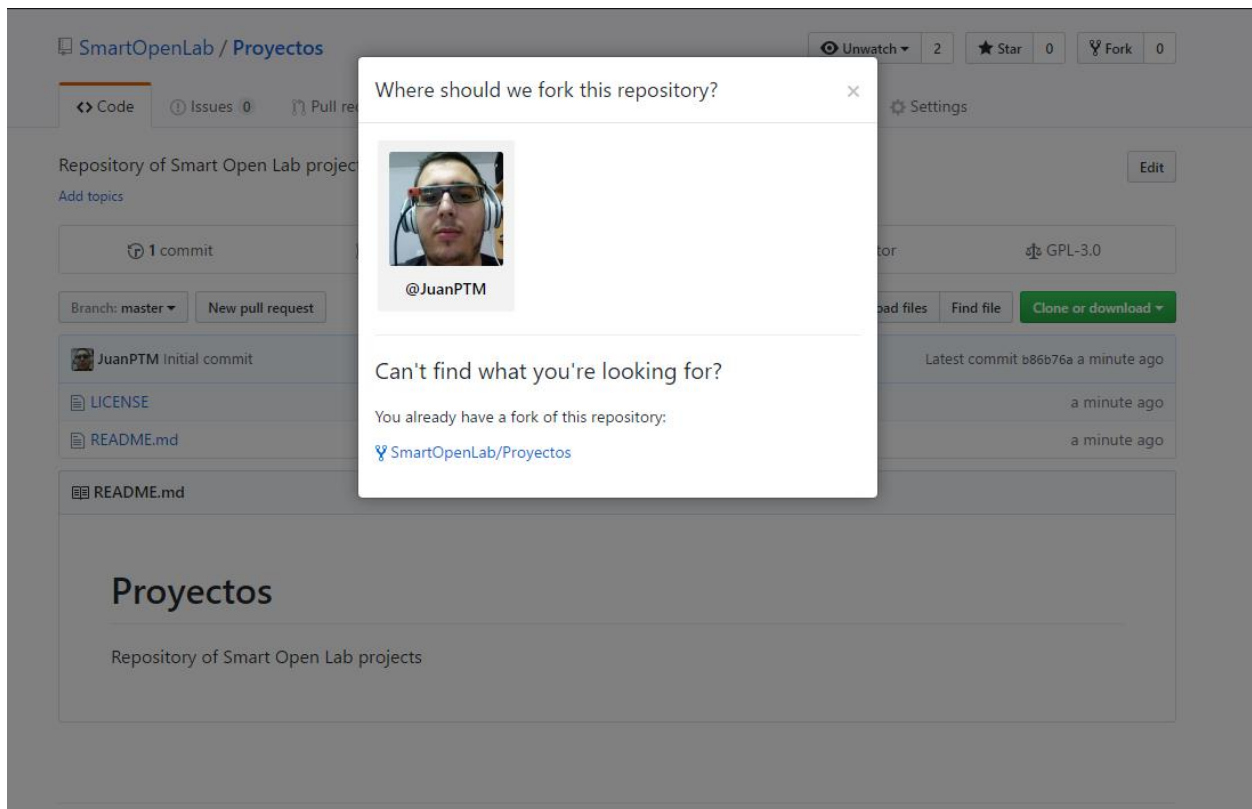 SmartOpenLab / Proyectos
Unwatch 2 Star 0 Fork 0
Where should we fork this repository? ×
Code Issues 0 Pull Settings
@JuanPTM
Repository of Smart Open Lab Edit
Add topics
1 commit GPL-3.0
Branch: master New pull request files Find file Clone or download
JuanPTM Initial commit Latest commit b86b76a a minute ago
Can't find what you're looking for?
LICENSE a minute ago
You already have a fork of this repository:
README.md a minute ago
SmartOpenLab/Proyectos
README.md
Proyectos
Repository of Smart Open Lab projects